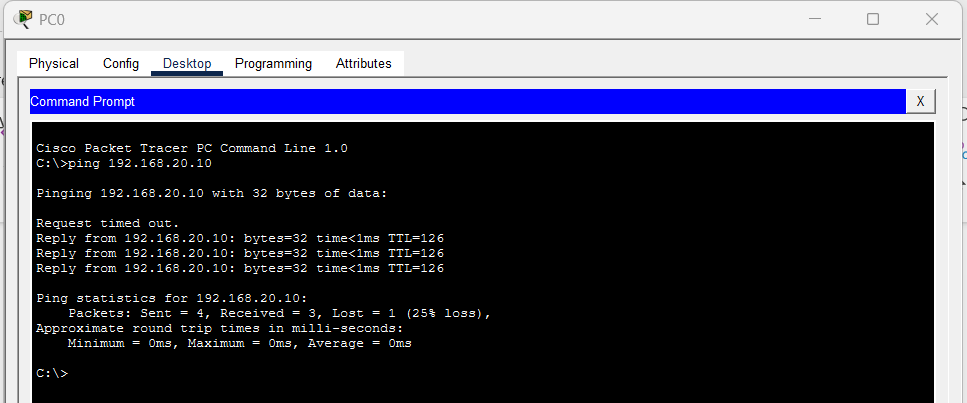 PC0
Physical Config Desktop Programming Attributes
Command Prompt
X
Cisco Packet Tracer PC Command Line 1.0
C:\>ping 192.168.20.10
Pinging 192.168.20.10 with 32 bytes of data:
Request timed out.
Reply from 192.168.20.10: bytes=32 time<1ms TTL=126
Reply from 192.168.20.10: bytes=32 time<1ms TTL=126
Reply from 192.168.20.10: bytes=32 time<1ms TTL=126
Ping statistics for 192.168.20.10:
    Packets: Sent = 4, Received = 3, Lost = 1 (25% loss),
Approximate round trip times in milli-seconds:
    Minimum = 0ms, Maximum = 0ms, Average = 0ms
C:\>